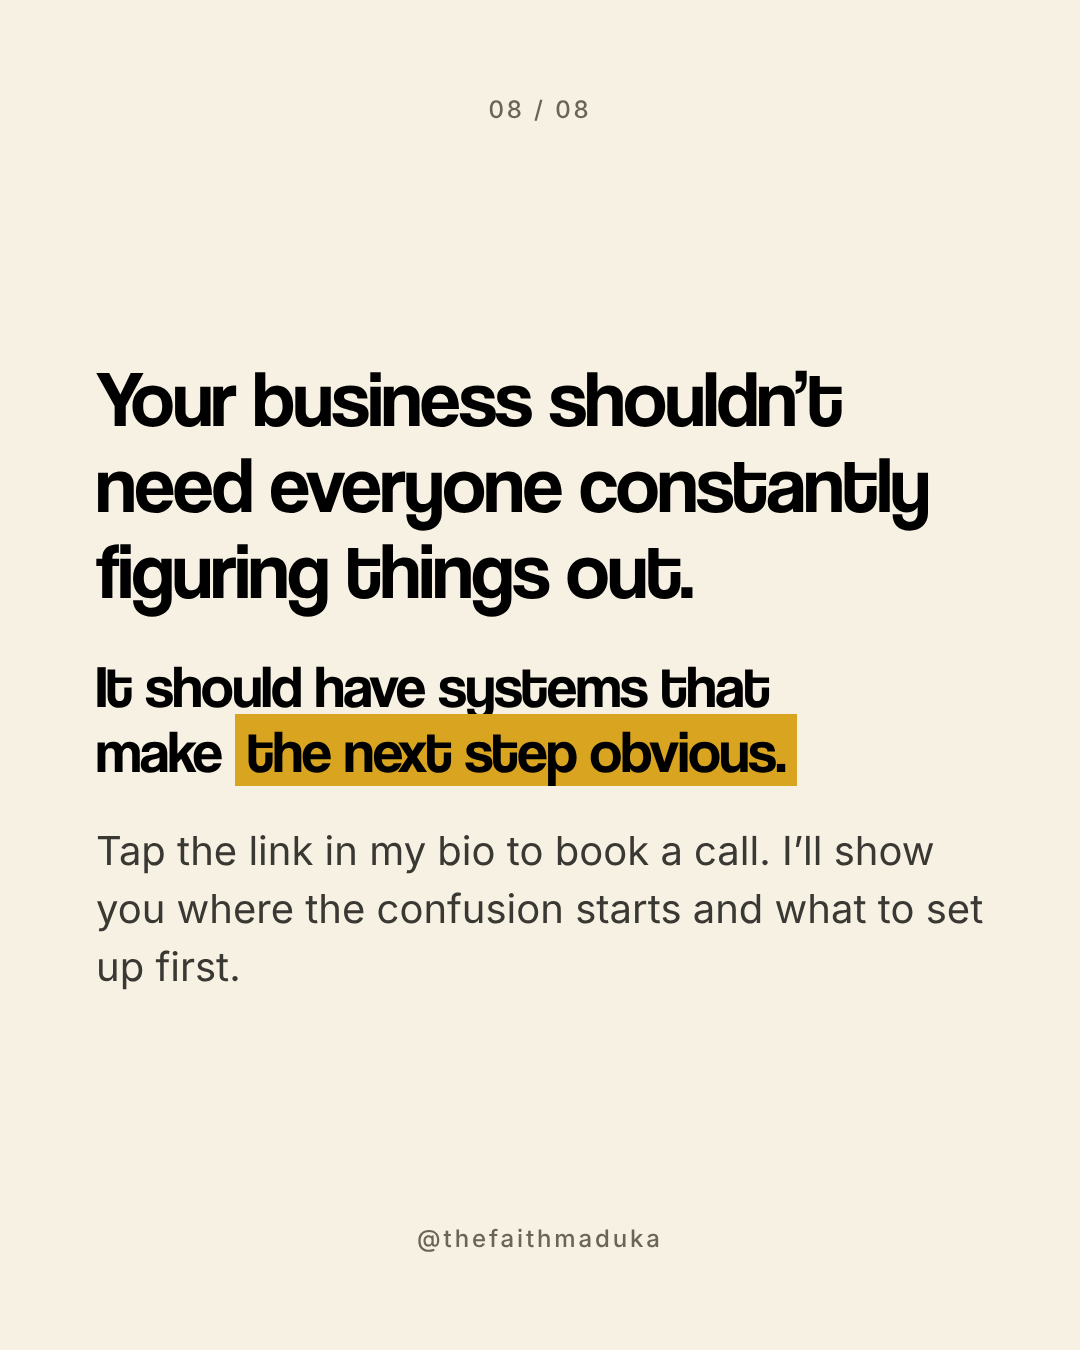 08 / 08
Your business shouldn’t
need everyone constantly
figuring things out.
It should have systems that
make the next step obvious.
Tap the link in my bio to book a call. I’ll show
you where the confusion starts and what to set
up first.
@thefaithmaduka